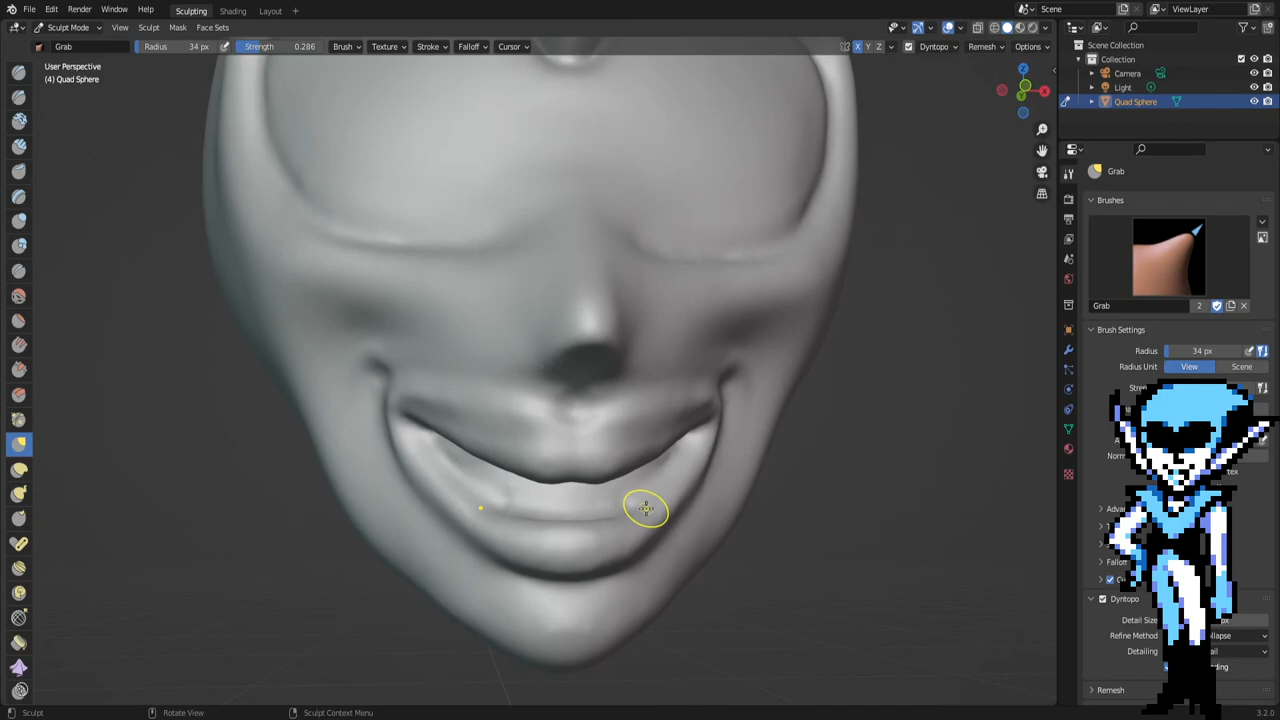 File Edit Render Window Help Sculpting Shading Layout + Scene ViewLayer
Sculpt Mode View Sculpt Mask Face Sets
Grab Radius 34 px Strength 0.286 Brush Texture Stroke Falloff Cursor X Y Z Dyntopo Remesh Options
User Perspective
(4) Quad Sphere
Scene Collection
Collection
Camera
Light
Quad Sphere
Grab
Brushes
Grab 2
Brush Settings
Radius 34 px
Radius Unit View Scene
Dyntopo
Detail Size
Refine Method
Detailing
Remesh
Sculpt Rotate View Sculpt Context Menu 3.2.0